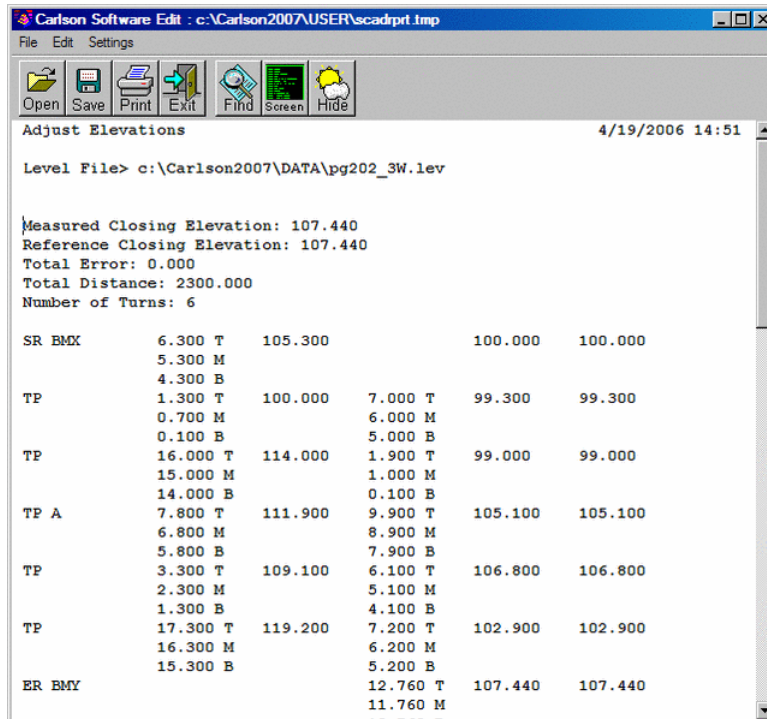 Carlson Software Edit : c:\Carlson2007\USER\scadrprt.tmp
File Edit Settings
Open Save Print Exit Find Screen Hide
Adjust Elevations 4/19/2006 14:51
Level File> c:\Carlson2007\DATA\pg202_3W.lev
Measured Closing Elevation: 107.440
Reference Closing Elevation: 107.440
Total Error: 0.000
Total Distance: 2300.000
Number of Turns: 6
SR BMX 6.300 T 105.300 100.000 100.000
5.300 M
4.300 B
TP 1.300 T 100.000 7.000 T 99.300 99.300
0.700 M 6.000 M
0.100 B 5.000 B
TP 16.000 T 114.000 1.900 T 99.000 99.000
15.000 M 1.000 M
14.000 B 0.100 B
TP A 7.800 T 111.900 9.900 T 105.100 105.100
6.800 M 8.900 M
5.800 B 7.900 B
TP 3.300 T 109.100 6.100 T 106.800 106.800
2.300 M 5.100 M
1.300 B 4.100 B
TP 17.300 T 119.200 7.200 T 102.900 102.900
16.300 M 6.200 M
15.300 B 5.200 B
ER BMY 12.760 T 107.440 107.440
11.760 M